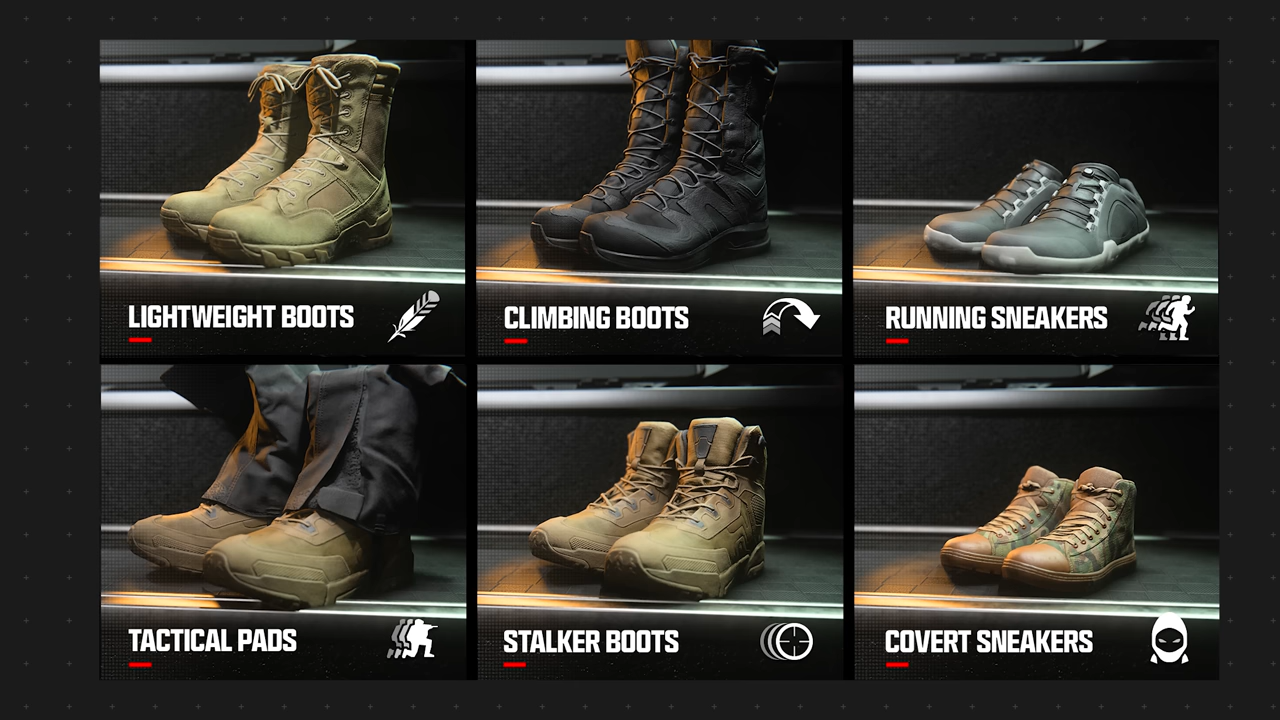 LIGHTWEIGHT BOOTS
CLIMBING BOOTS
RUNNING SNEAKERS
TACTICAL PADS
STALKER BOOTS
COVERT SNEAKERS